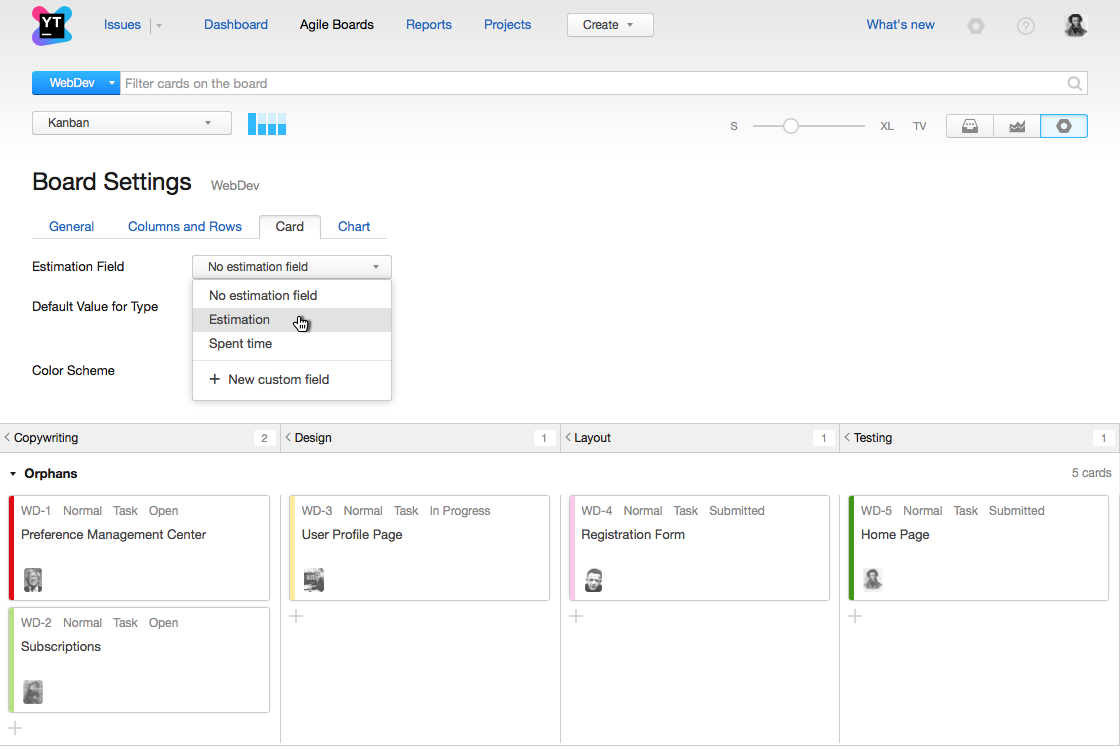 YT Issues Dashboard Agile Boards Reports Projects Create What's new ?
WebDev Filter cards on the board
Kanban S XL TV
Board Settings WebDev
General Columns and Rows Card Chart
Estimation Field No estimation field
No estimation field
Default Value for Type
Estimation
Spent time
Color Scheme
+ New custom field
Copywriting 2 Design 1 Layout 1 Testing 1
Orphans 5 cards
WD-1 Normal Task Open
Preference Management Center
WD-3 Normal Task In Progress
User Profile Page
WD-4 Normal Task Submitted
Registration Form
WD-5 Normal Task Submitted
Home Page
WD-2 Normal Task Open
Subscriptions